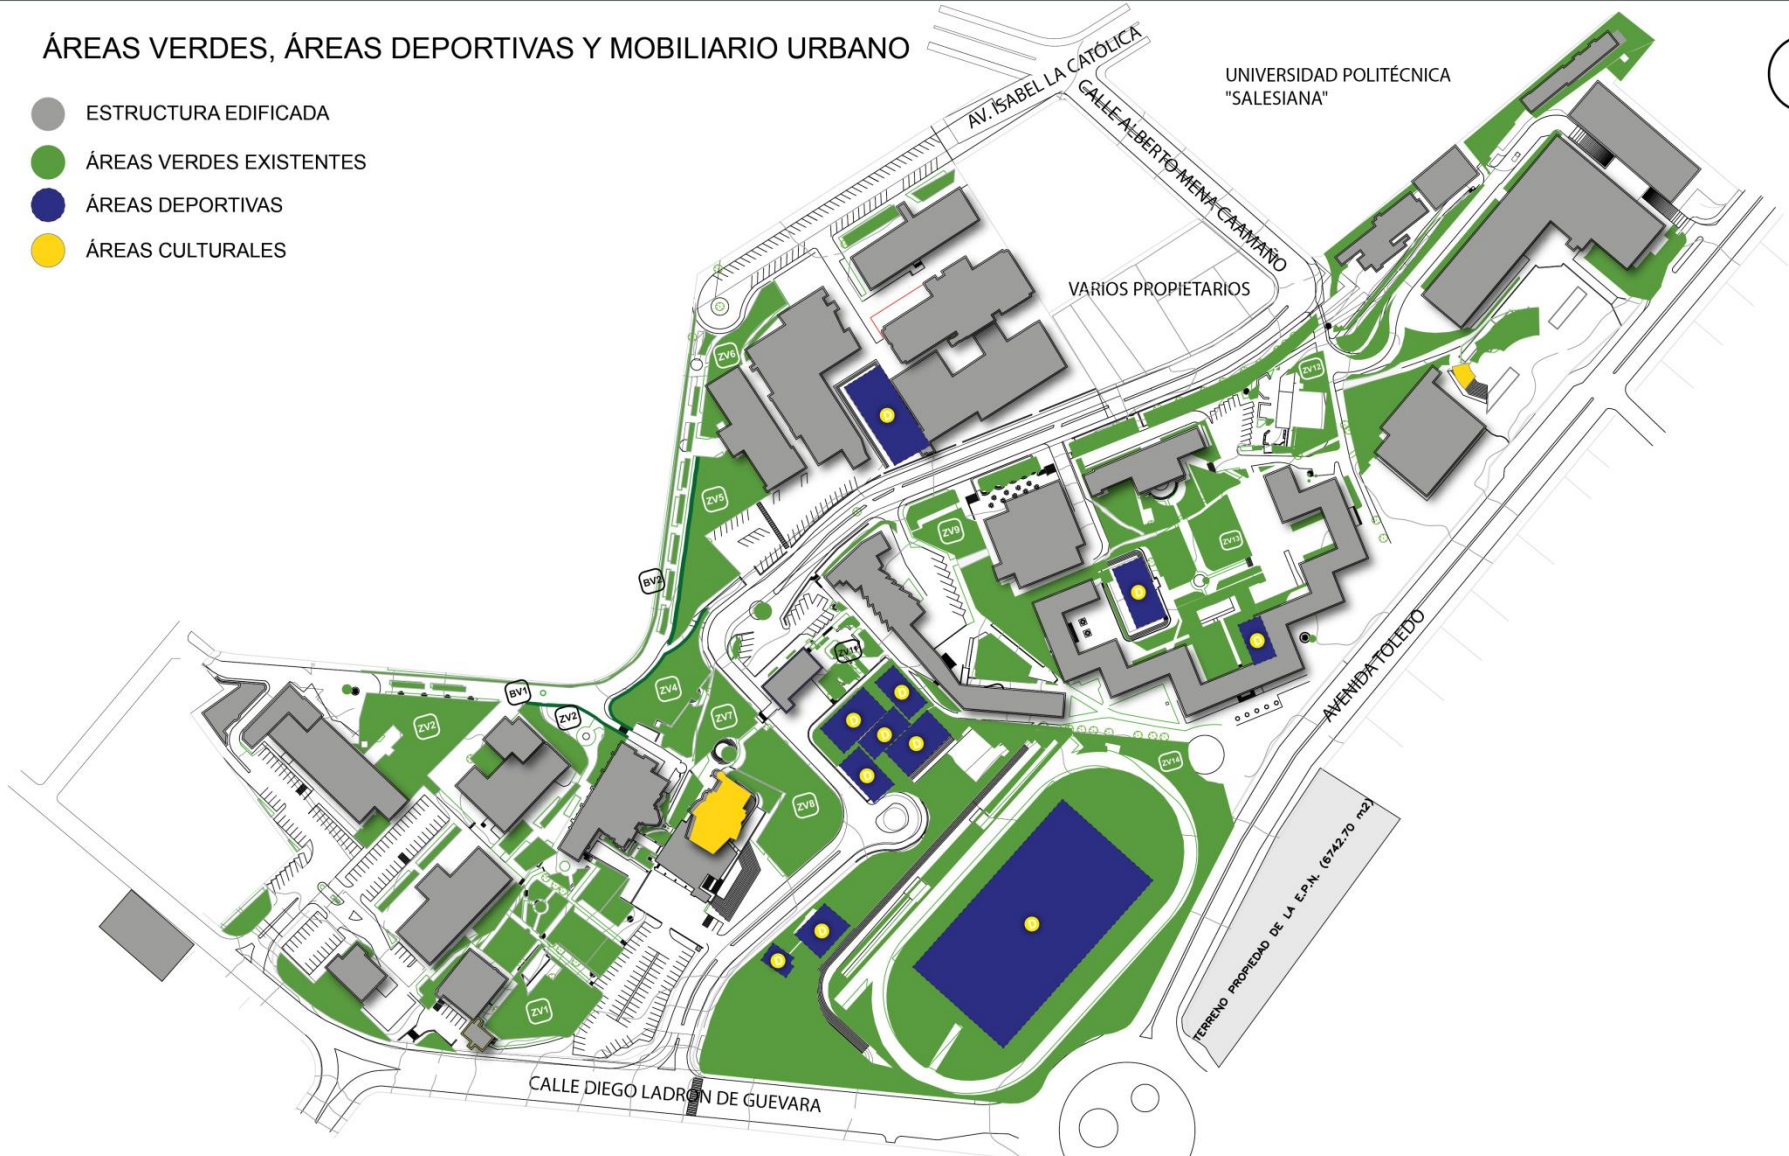 ÁREAS VERDES, ÁREAS DEPORTIVAS Y MOBILIARIO URBANO
ESTRUCTURA EDIFICADA
ÁREAS VERDES EXISTENTES
ÁREAS DEPORTIVAS
ÁREAS CULTURALES
AV. ISABEL LA CATÓLICA
UNIVERSIDAD POLITÉCNICA
"SALESIANA"
CALLE ALBERTO MENA CAAMAÑO
VARIOS PROPIETARIOS
ZV6
ZV12
D
ZV5
ZV9
ZV13
BV2
D
D
ZV11
ZV4
BV1
ZV2
ZV2
ZV7
D
D
D
D
D
ZV14
ZV8
AVENIDA TOLEDO
D
D
D
ZV1
TERRENO PROPIEDAD DE LA E.P.N. (6742.70 m2)
CALLE DIEGO LADRÓN DE GUEVARA